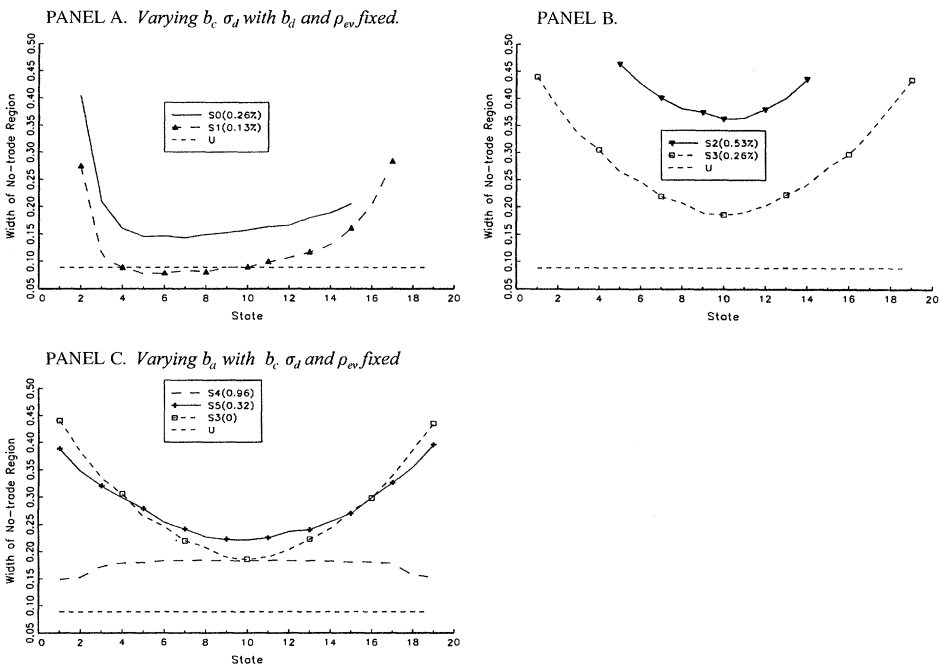 PANEL A. Varying b_c σ_d with b_d and ρ_ev fixed.
Width of No-trade Region
0.05 0.10 0.15 0.20 0.25 0.30 0.35 0.40 0.45 0.50
S0(0.26%)
S1(0.13%)
U
0 2 4 6 8 10 12 14 16 18 20
State
PANEL B.
Width of No-trade Region
0.05 0.10 0.15 0.20 0.25 0.30 0.35 0.40 0.45 0.50
S2(0.53%)
S3(0.26%)
U
0 2 4 6 8 10 12 14 16 18 20
State
PANEL C. Varying b_a with b_c σ_d and ρ_ev fixed
Width of No-trade Region
0.05 0.10 0.15 0.20 0.25 0.30 0.35 0.40 0.45 0.50
S4(0.96)
S5(0.32)
S3(0)
U
0 2 4 6 8 10 12 14 16 18 20
State